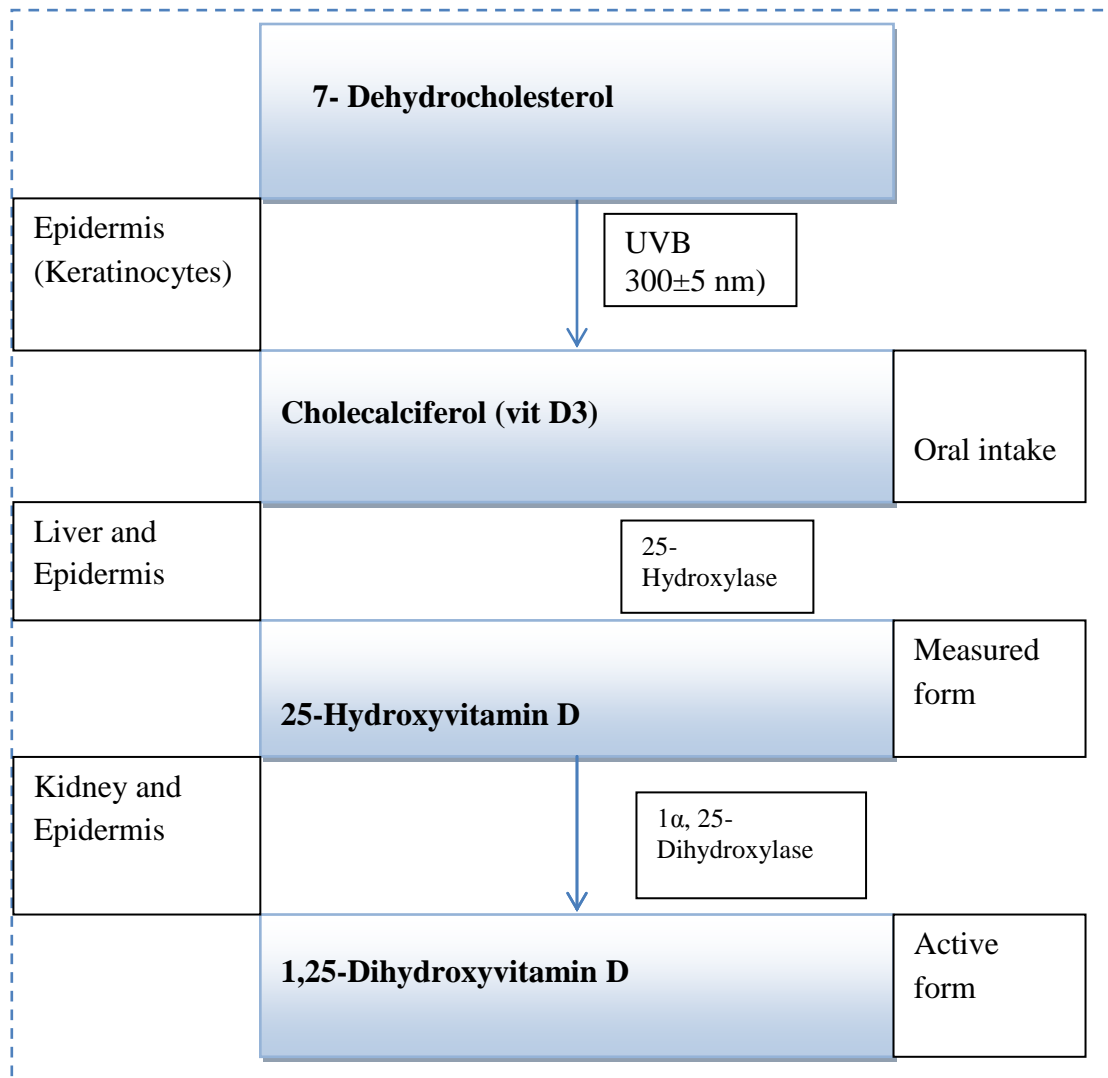 7- Dehydrocholesterol
Epidermis
(Keratinocytes)
UVB
300±5 nm)
Cholecalciferol (vit D3)
Oral intake
Liver and
Epidermis
25-
Hydroxylase
25-Hydroxyvitamin D
Measured
form
Kidney and
Epidermis
1α, 25-
Dihydroxylase
1,25-Dihydroxyvitamin D
Active
form